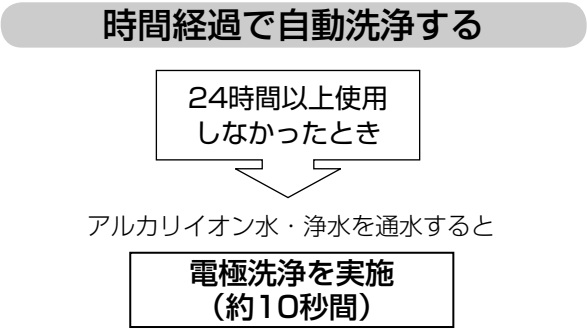 時間経過で自動洗浄する
24時間以上使用
しなかったとき
アルカリイオン水・浄水を通水すると
電極洗浄を実施
（約10秒間）